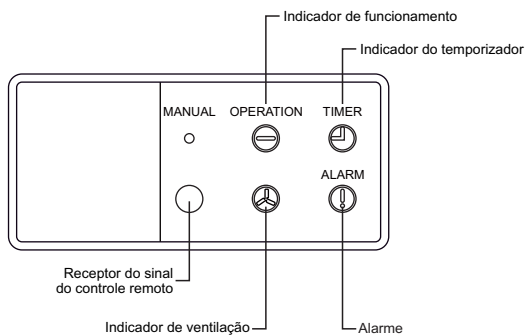 Indicador de funcionamento
Indicador do temporizador
MANUAL OPERATION TIMER
ALARM
Receptor do sinal
do controle remoto
Indicador de ventilação
Alarme